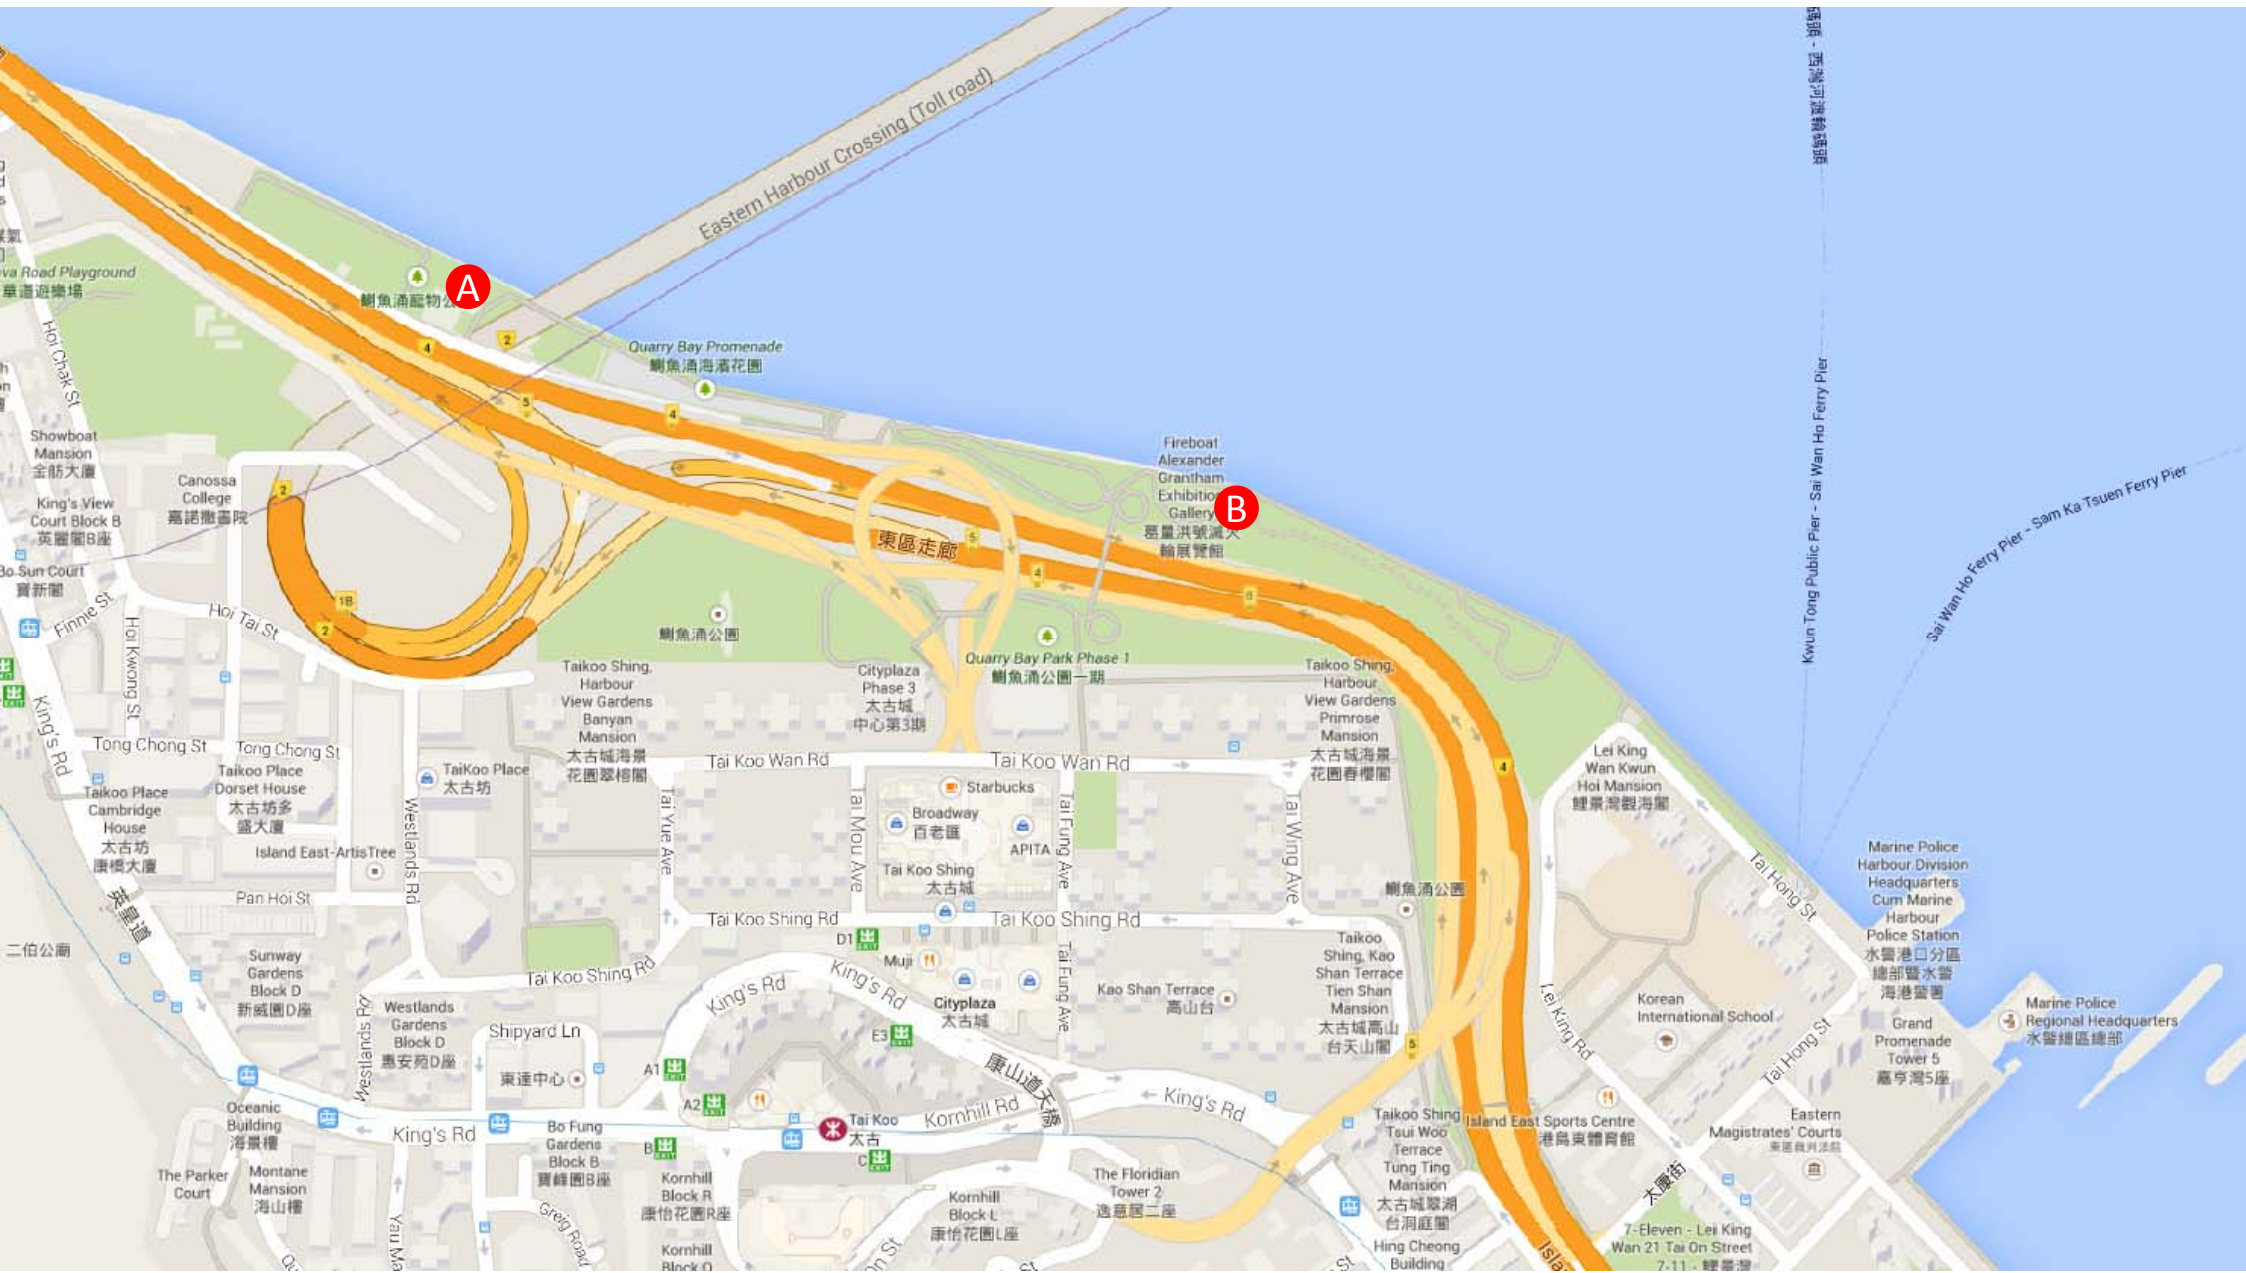 Eastern Harbour Crossing (Toll road)
A
鰂魚涌寵物公
va Road Playground
華道遊樂場
Hoi Chak St
4
2
Quarry Bay Promenade
鰂魚涌海濱花園
5
4
Kwun Tong Public Pier - Sai Wan Ho Ferry Pier
Sai Wan Ho Ferry Pier - Sam Ka Tsuen Ferry Pier
Showboat
Mansion
金舫大廈
Canossa
College
嘉諾撒書院
King's View
Court Block B
英麗閣B座
2
Fireboat
Alexander
Grantham
Exhibition
Gallery
葛量洪號滅火
輪展覽館
B
東區走廊
5
4
5
Bo Sun Court
寶新閣
Finnie St
1B
2
Hoi Tai St
Hoi Kwong St
鰂魚涌公園
Quarry Bay Park Phase 1
鰂魚涌公園一期
Taikoo Shing,
Harbour
View Gardens
Banyan
Mansion
太古城海景
花園翠榕閣
Cityplaza
Phase 3
太古城
中心第3期
Taikoo Shing,
Harbour
View Gardens
Primrose
Mansion
太古城海景
花園春櫻閣
King's Rd
Tong Chong St
Tong Chong St
Tai Koo Wan Rd
Tai Koo Wan Rd
4
Lei King
Wan Kwun
Hoi Mansion
鯉景灣觀海閣
Taikoo Place
Cambridge
House
太古坊
康橋大廈
Taikoo Place
Dorset House
太古坊多
盛大廈
TaiKoo Place
太古坊
Westlands Rd
Tai Yue Ave
Tai Mou Ave
Starbucks
Broadway
百老匯
APITA
Tai Fung Ave
Tai Wing Ave
Island East-ArtisTree
Tai Koo Shing
太古城
鰂魚涌公園
Tai Hong St
Marine Police
Harbour Division
Headquarters
Cum Marine
Harbour
Police Station
水警港口分區
總部暨水警
海港警署
Pan Hoi St
英皇道
Tai Koo Shing Rd
Tai Koo Shing Rd
二伯公廟
D1
Muji
Sunway
Gardens
Block D
新威園D座
Tai Koo Shing Rd
King's Rd
King's Rd
Cityplaza
太古城
Tai Fung Ave
Kao Shan Terrace
高山台
Taikoo
Shing, Kao
Shan Terrace
Tien Shan
Mansion
太古城高山
台天山閣
Lei King Rd
Korean
International School
Marine Police
Regional Headquarters
水警總區總部
Grand
Promenade
Tower 5
嘉亨灣5座
Tai Hong St
Westlands Rd
Westlands
Gardens
Block D
惠安苑D座
Shipyard Ln
東達中心
E3
5
A1
A2
康山道天橋
Oceanic
Building
海景樓
King's Rd
Bo Fung
Gardens
Block B
寶峰園B座
B
Tai Koo
太古
C
Kornhill Rd
King's Rd
Taikoo Shing
Tsui Woo
Terrace
Tung Ting
Mansion
太古城翠湖
台洞庭閣
Island East Sports Centre
港島東體育館
Eastern
Magistrates' Courts
東區裁判法院
The Parker
Court
Montane
Mansion
海山樓
Kornhill
Block R
康怡花園R座
The Floridian
Tower 2
逸意居二座
Kornhill
Block L
康怡花園L座
太康街
Greig Road
Kornhill
Block O
Hing Cheong
Building
7-Eleven - Lei King
Wan 21 Tai On Street